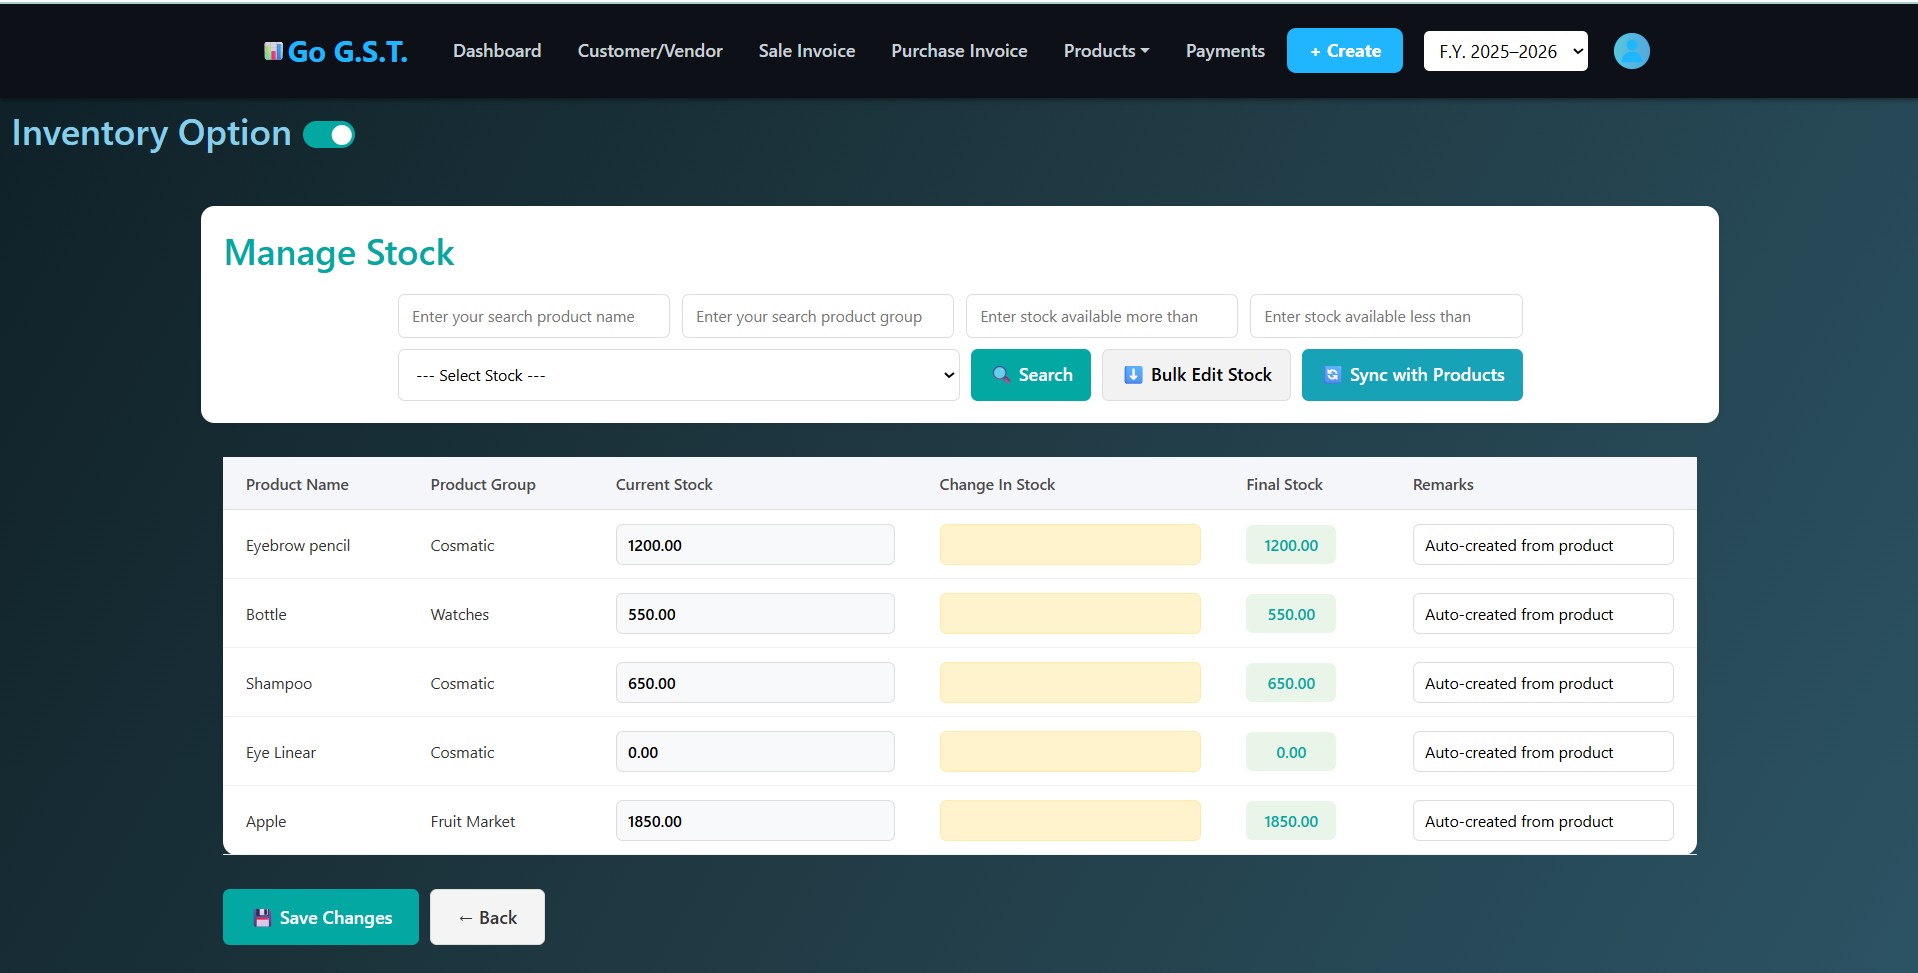 Go G.S.T. Dashboard Customer/Vendor Sale Invoice Purchase Invoice Products Payments + Create F.Y. 2025–2026
Inventory Option
Manage Stock
Enter your search product name Enter your search product group Enter stock available more than Enter stock available less than
--- Select Stock --- Search Bulk Edit Stock Sync with Products
Product Name Product Group Current Stock Change In Stock Final Stock Remarks
Eyebrow pencil Cosmatic 1200.00 1200.00 Auto-created from product
Bottle Watches 550.00 550.00 Auto-created from product
Shampoo Cosmatic 650.00 650.00 Auto-created from product
Eye Linear Cosmatic 0.00 0.00 Auto-created from product
Apple Fruit Market 1850.00 1850.00 Auto-created from product
Save Changes ← Back